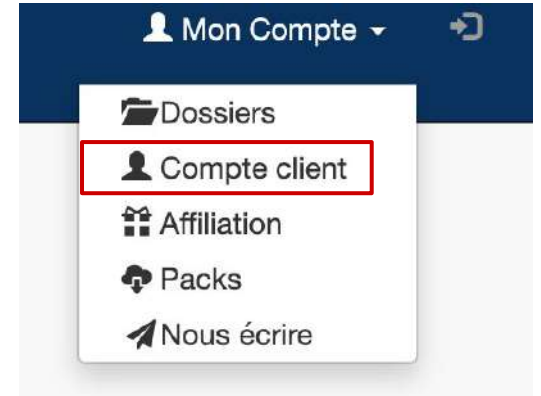 Mon Compte
Dossiers
Compte client
Affiliation
Packs
Nous écrire